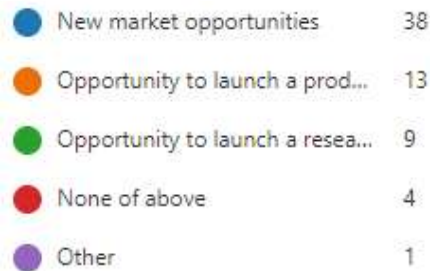 New market opportunities 38
Opportunity to launch a prod... 13
Opportunity to launch a resea... 9
None of above 4
Other 1